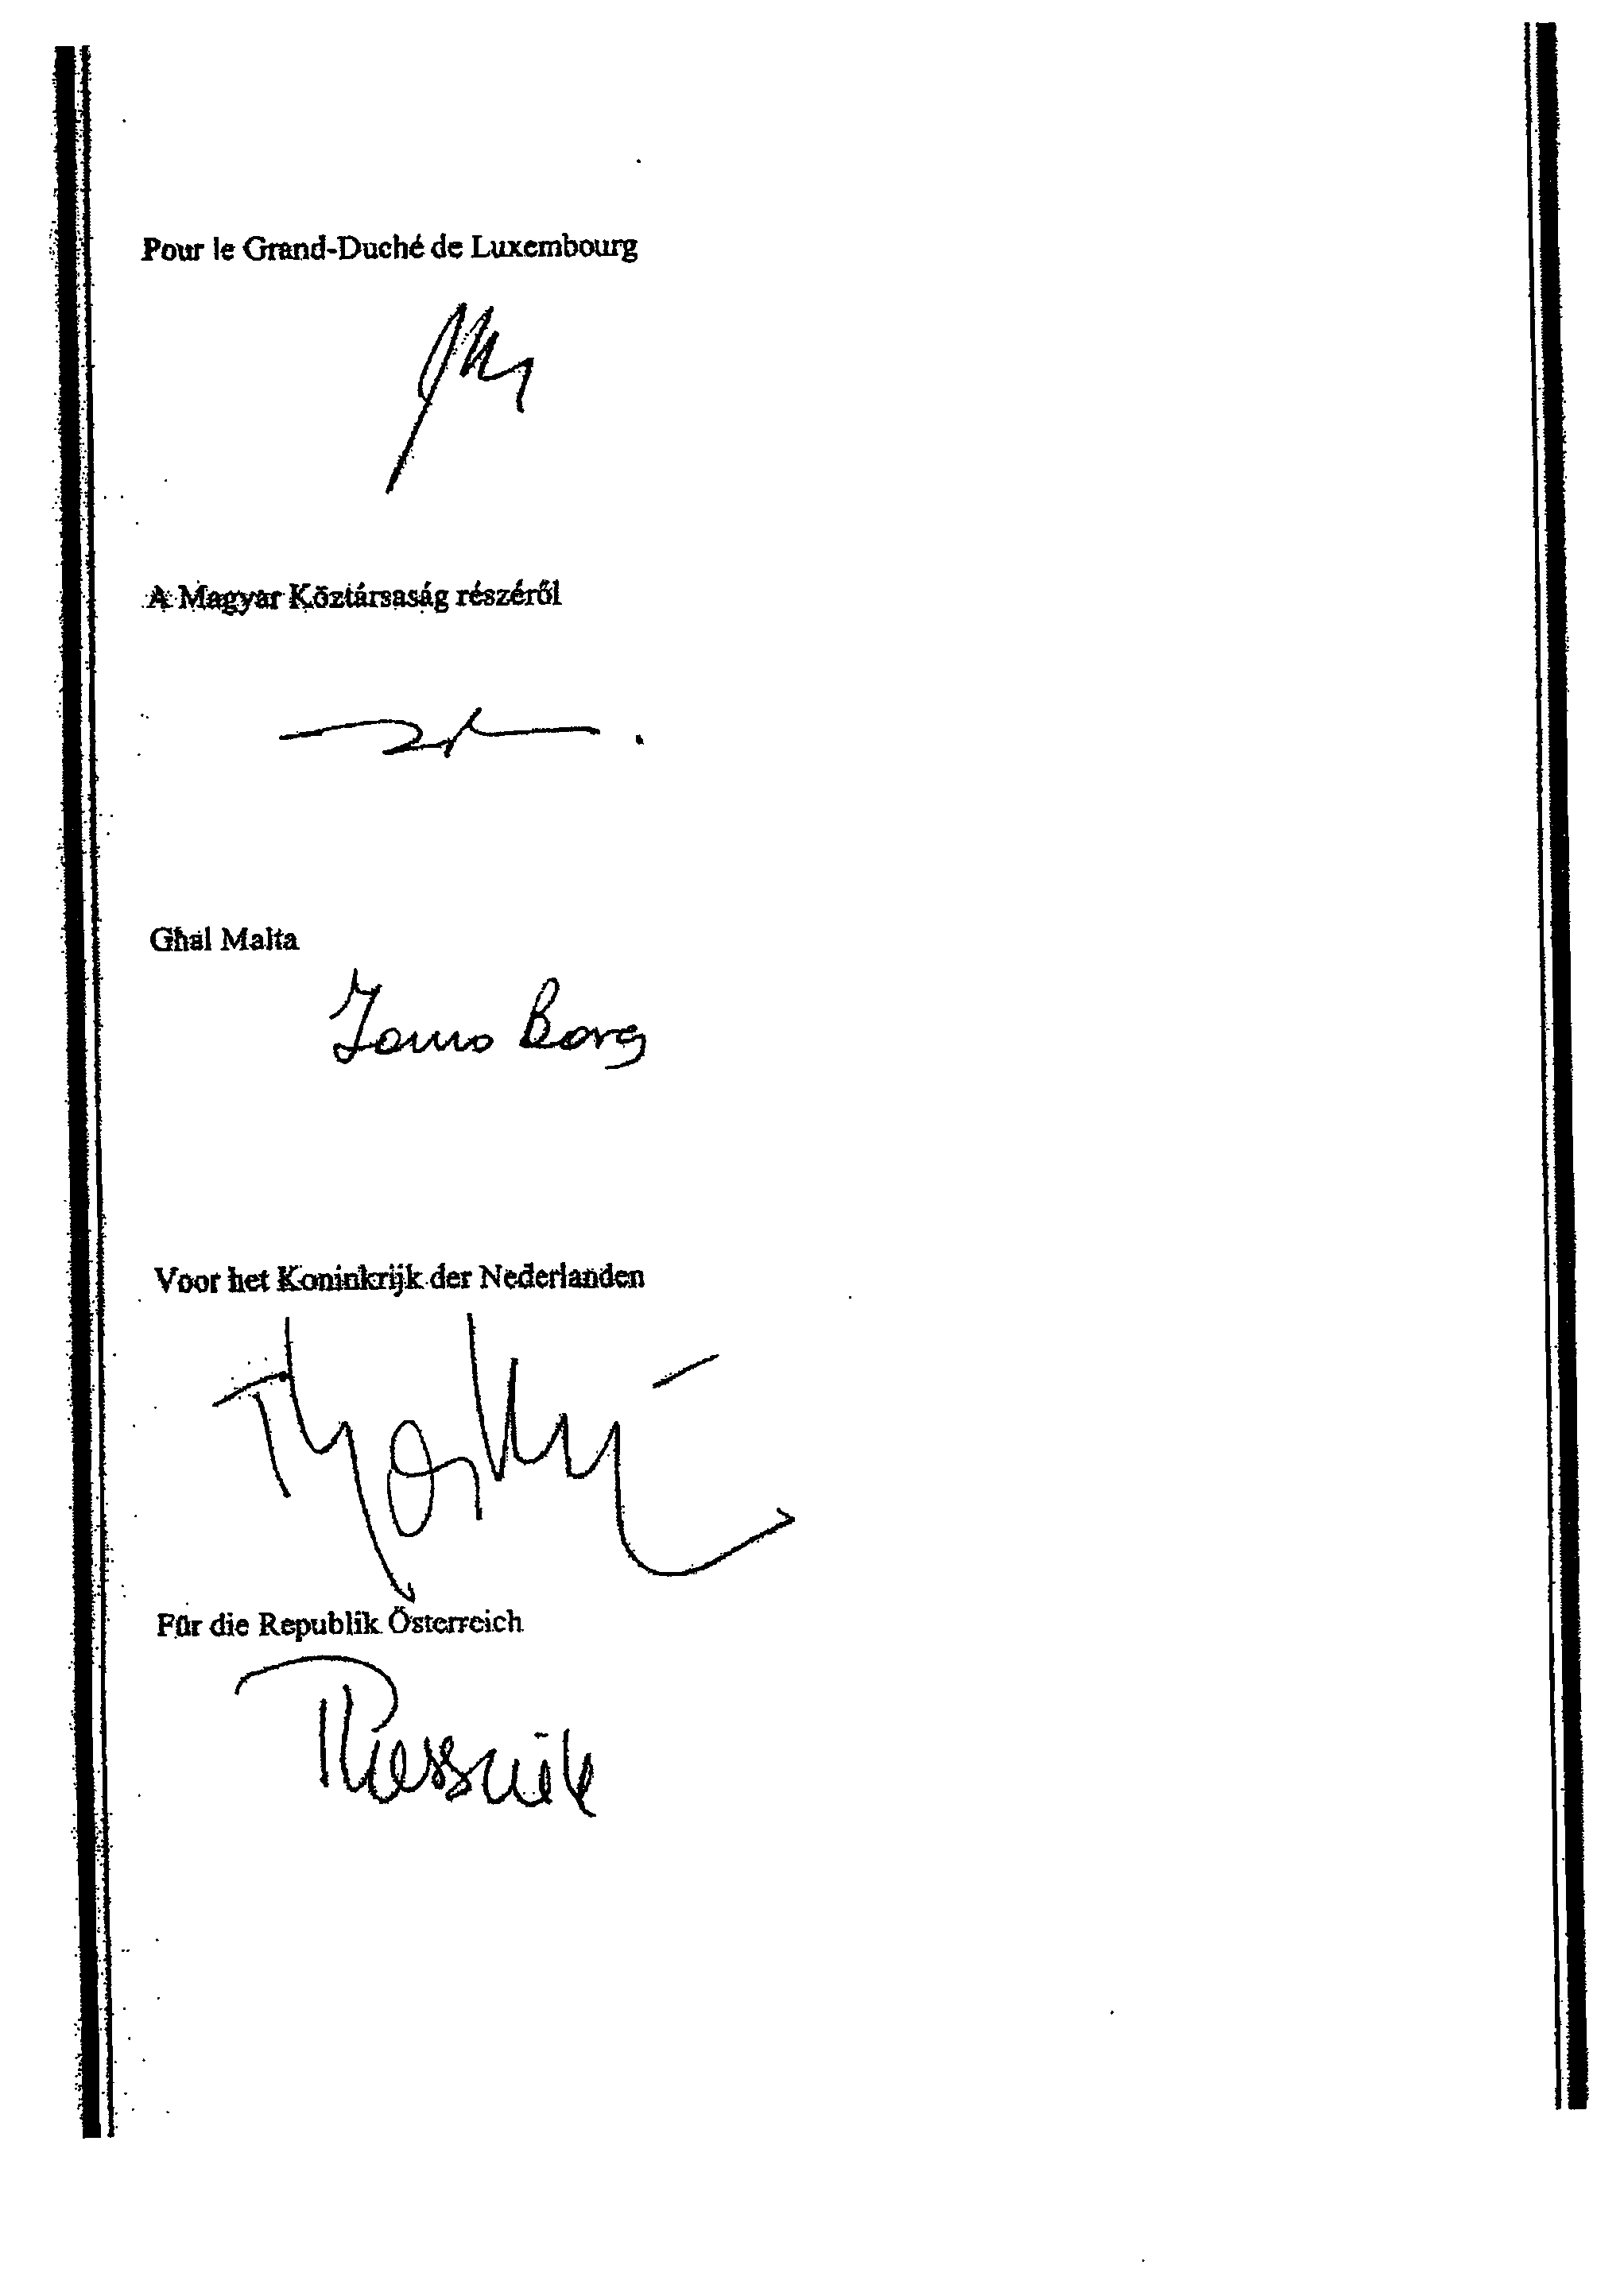 Pour le Grand-Duché de Luxembourg
A Magyar Köztársaság részéről
Għal Malta
Borg
Voor het Koninkrijk der Nederlanden
Für die Republik Österreich